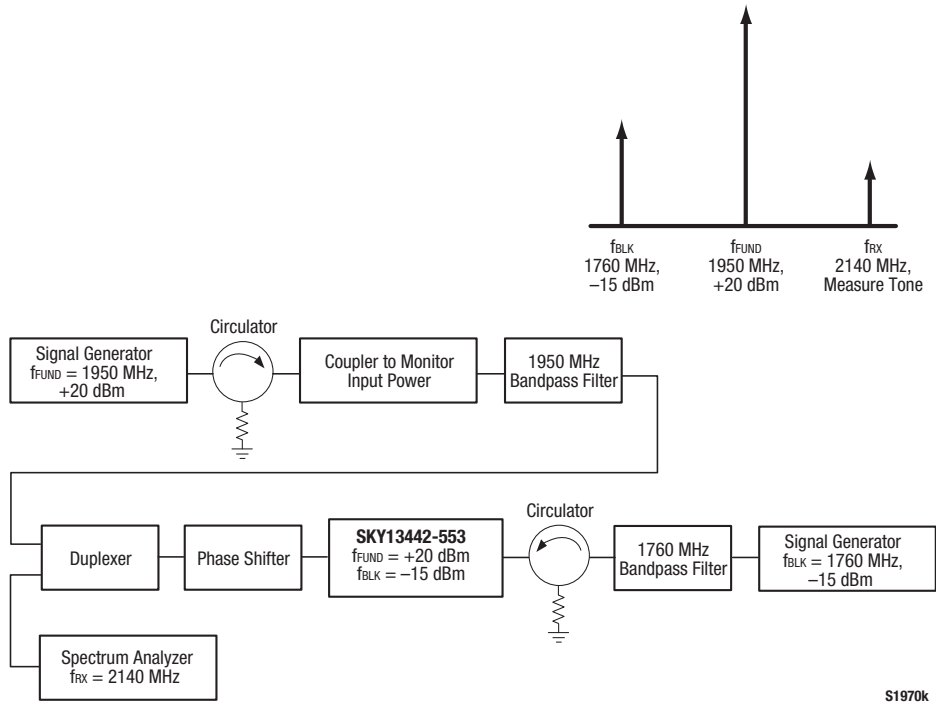 fBLK
1760 MHz,
–15 dBm
fFUND
1950 MHz,
+20 dBm
fRX
2140 MHz,
Measure Tone
Signal Generator
fFUND = 1950 MHz,
+20 dBm
Circulator
Coupler to Monitor
Input Power
1950 MHz
Bandpass Filter
Duplexer
Phase Shifter
SKY13442-553
fFUND = +20 dBm
fBLK = –15 dBm
Circulator
1760 MHz
Bandpass Filter
Signal Generator
fBLK = 1760 MHz,
–15 dBm
Spectrum Analyzer
fRX = 2140 MHz
S1970k